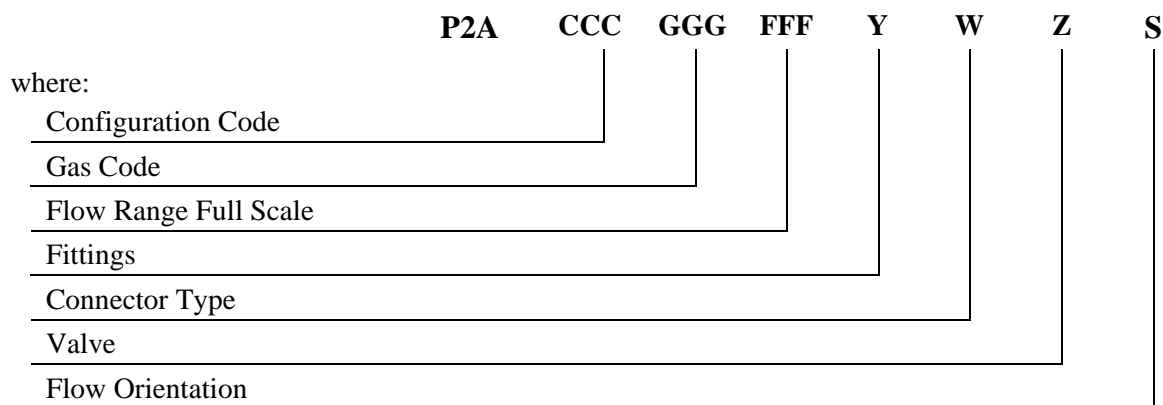 P2A CCC GGG FFF Y W Z S
where:
Configuration Code
Gas Code
Flow Range Full Scale
Fittings
Connector Type
Valve
Flow Orientation